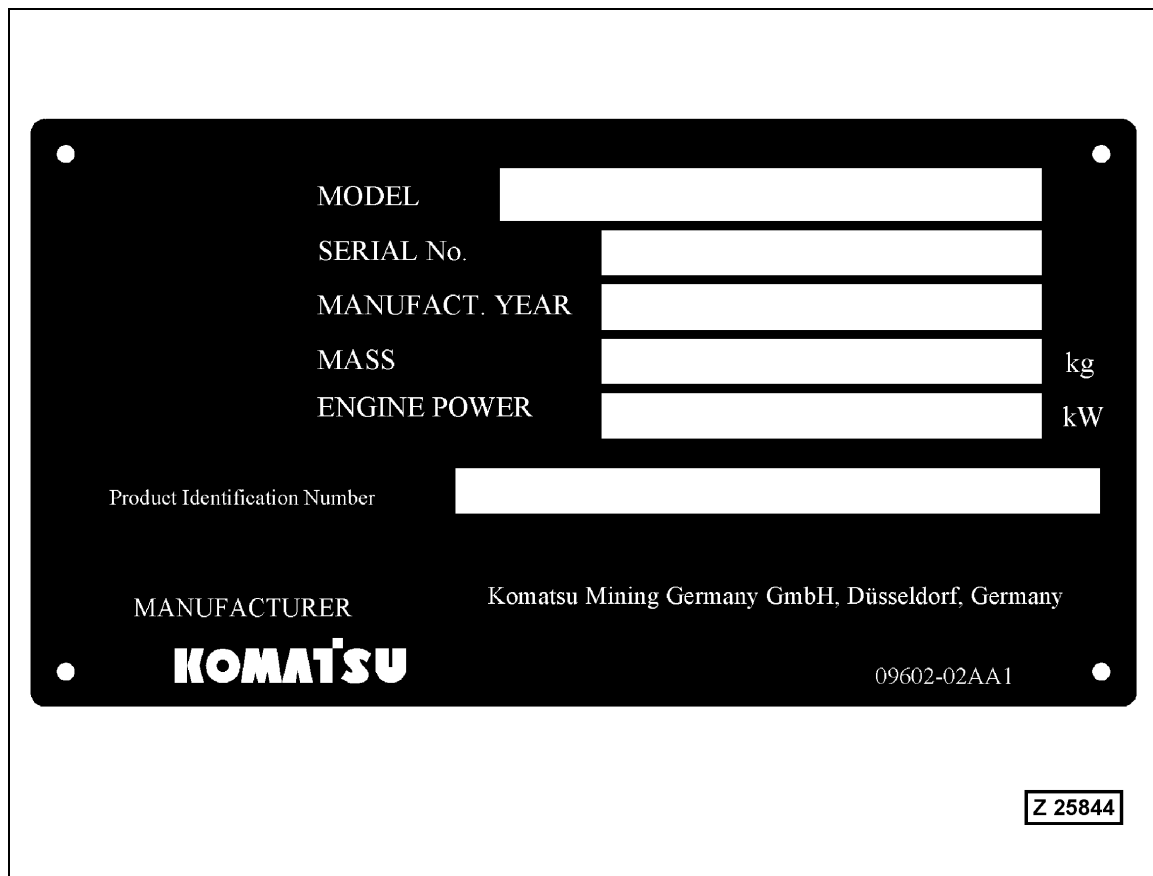 MODEL
SERIAL No.
MANUFACT. YEAR
MASS kg
ENGINE POWER kW
Product Identification Number
MANUFACTURER Komatsu Mining Germany GmbH, Düsseldorf, Germany
KOMATSU 09602-02AA1
Z 25844